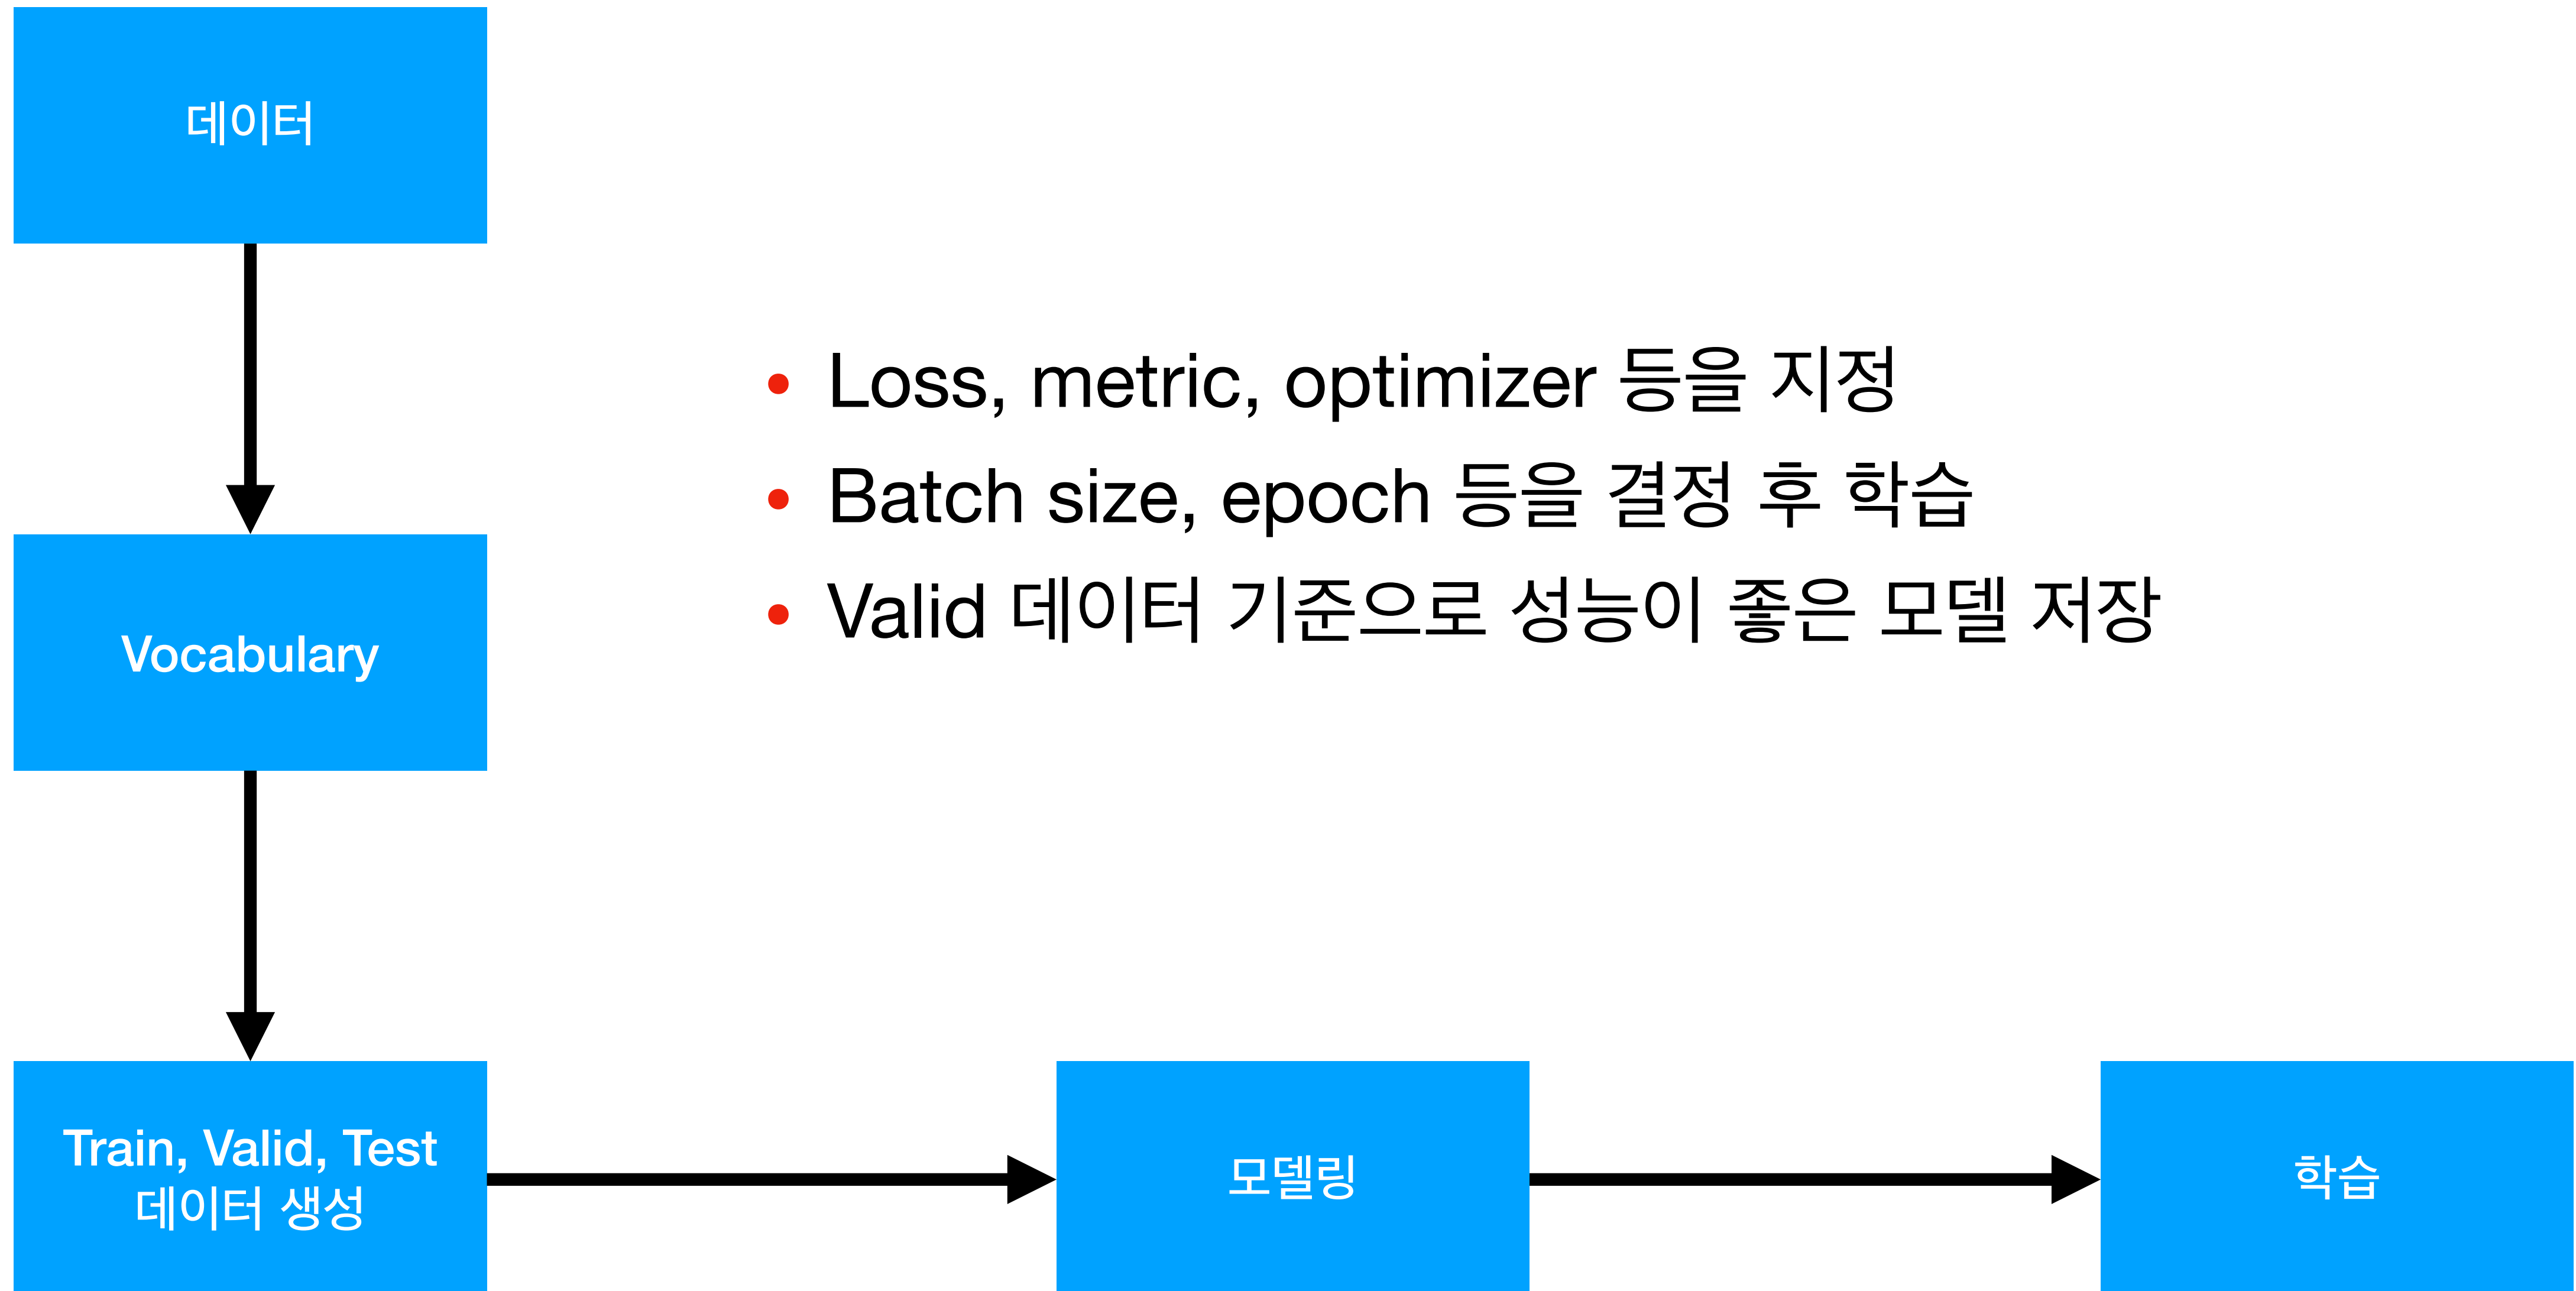 데이터
• Loss, metric, optimizer 등을 지정
• Batch size, epoch 등을 결정 후 학습
• Valid 데이터 기준으로 성능이 좋은 모델 저장
Vocabulary
Train, Valid, Test
데이터 생성
모델링
학습